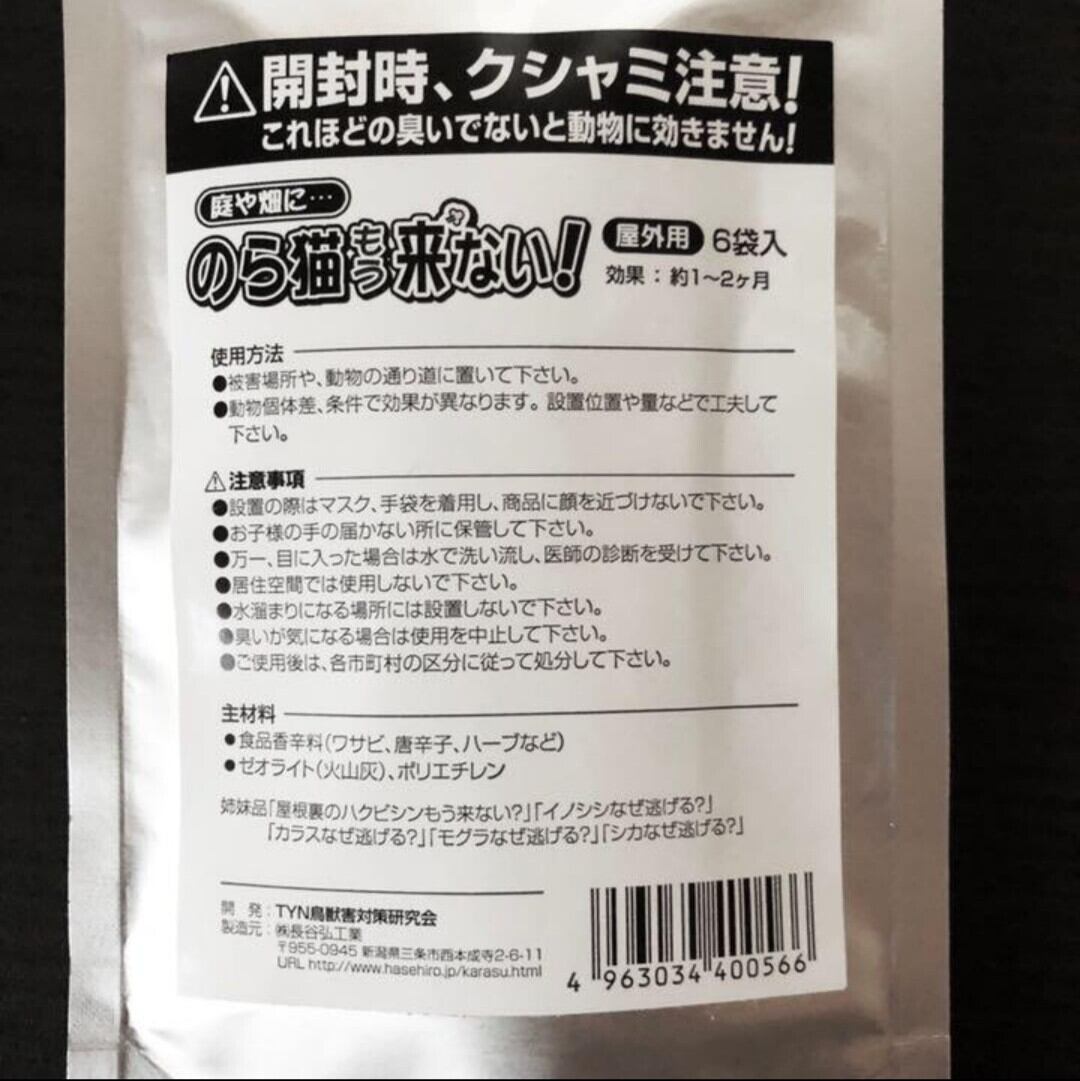 開封時、クシャミ注意!
これほどの臭いでないと動物に効きません!
庭や畑に…
のら猫もう来ない!
屋外用 6袋入
効果：約1〜2ヶ月
使用方法
●被害場所や、動物の通り道に置いて下さい。
●動物個体差、条件で効果が異なります。設置位置や量などで工夫して
下さい。
⚠注意事項
●設置の際はマスク、手袋を着用し、商品に顔を近づけないで下さい。
●お子様の手の届かない所に保管して下さい。
●万一、目に入った場合は水で洗い流し、医師の診断を受けて下さい。
●居住空間では使用しないで下さい。
●水溜まりになる場所には設置しないで下さい。
●臭いが気になる場合は使用を中止して下さい。
●ご使用後は、各市町村の区分に従って処分して下さい。
主材料
●食品香辛料(ワサビ、唐辛子、ハーブなど)
●ゼオライト(火山灰)、ポリエチレン
姉妹品「屋根裏のハクビシンもう来ない?」「イノシシなぜ逃げる?」
「カラスなぜ逃げる?」「モグラなぜ逃げる?」「シカなぜ逃げる?」
開 発：TYN鳥獣害対策研究会
製造元：㈱長谷弘工業
〒955-0945 新潟県三条市西本成寺2-6-11
URL http://www.hasehiro.jp/karasu.html
4 963034 400566